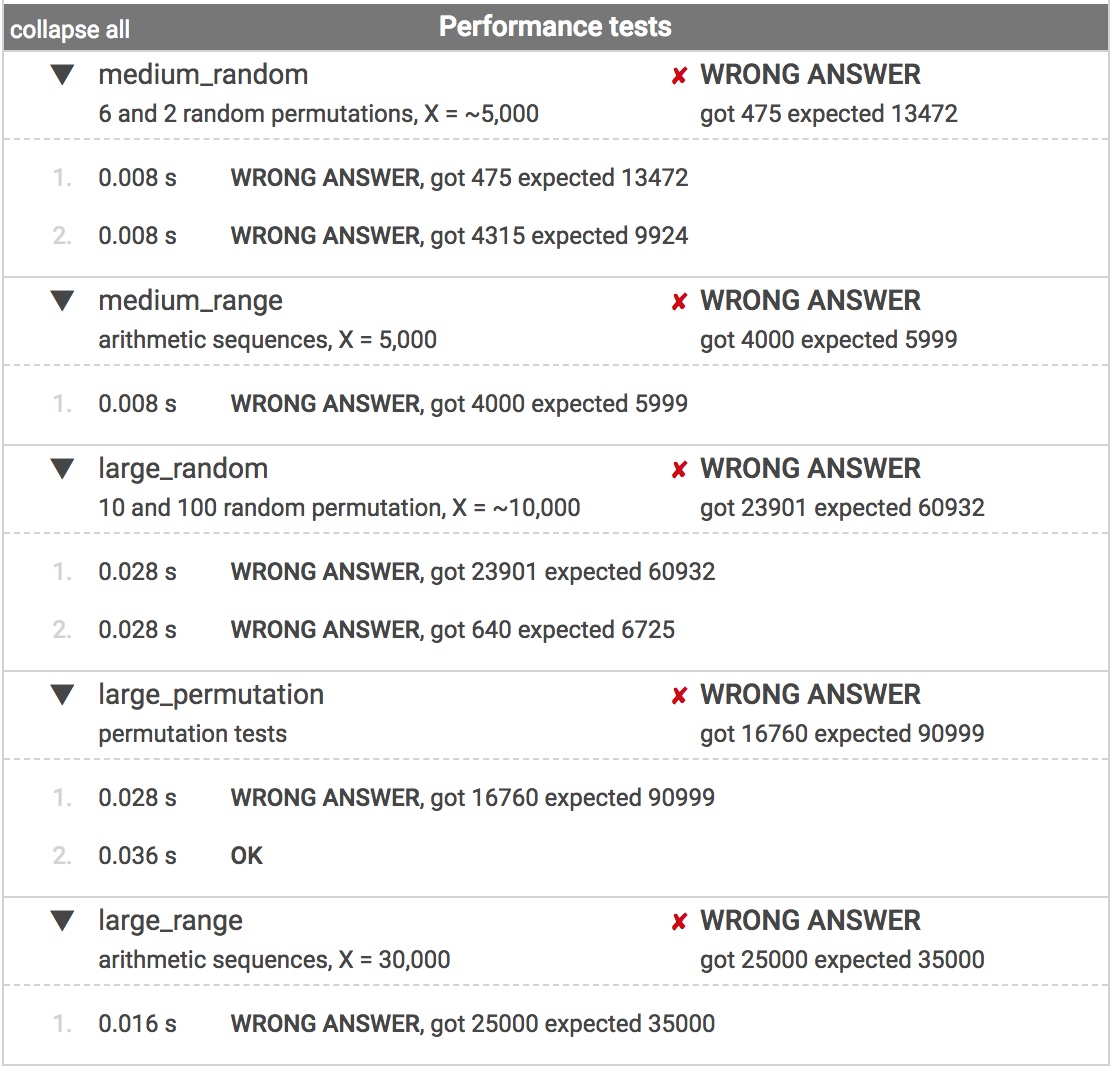 collapse all Performance tests
▼ medium_random ✘ WRONG ANSWER
6 and 2 random permutations, X = ~5,000 got 475 expected 13472
1. 0.008 s WRONG ANSWER, got 475 expected 13472
2. 0.008 s WRONG ANSWER, got 4315 expected 9924
▼ medium_range ✘ WRONG ANSWER
arithmetic sequences, X = 5,000 got 4000 expected 5999
1. 0.008 s WRONG ANSWER, got 4000 expected 5999
▼ large_random ✘ WRONG ANSWER
10 and 100 random permutation, X = ~10,000 got 23901 expected 60932
1. 0.028 s WRONG ANSWER, got 23901 expected 60932
2. 0.028 s WRONG ANSWER, got 640 expected 6725
▼ large_permutation ✘ WRONG ANSWER
permutation tests got 16760 expected 90999
1. 0.028 s WRONG ANSWER, got 16760 expected 90999
2. 0.036 s OK
▼ large_range ✘ WRONG ANSWER
arithmetic sequences, X = 30,000 got 25000 expected 35000
1. 0.016 s WRONG ANSWER, got 25000 expected 35000